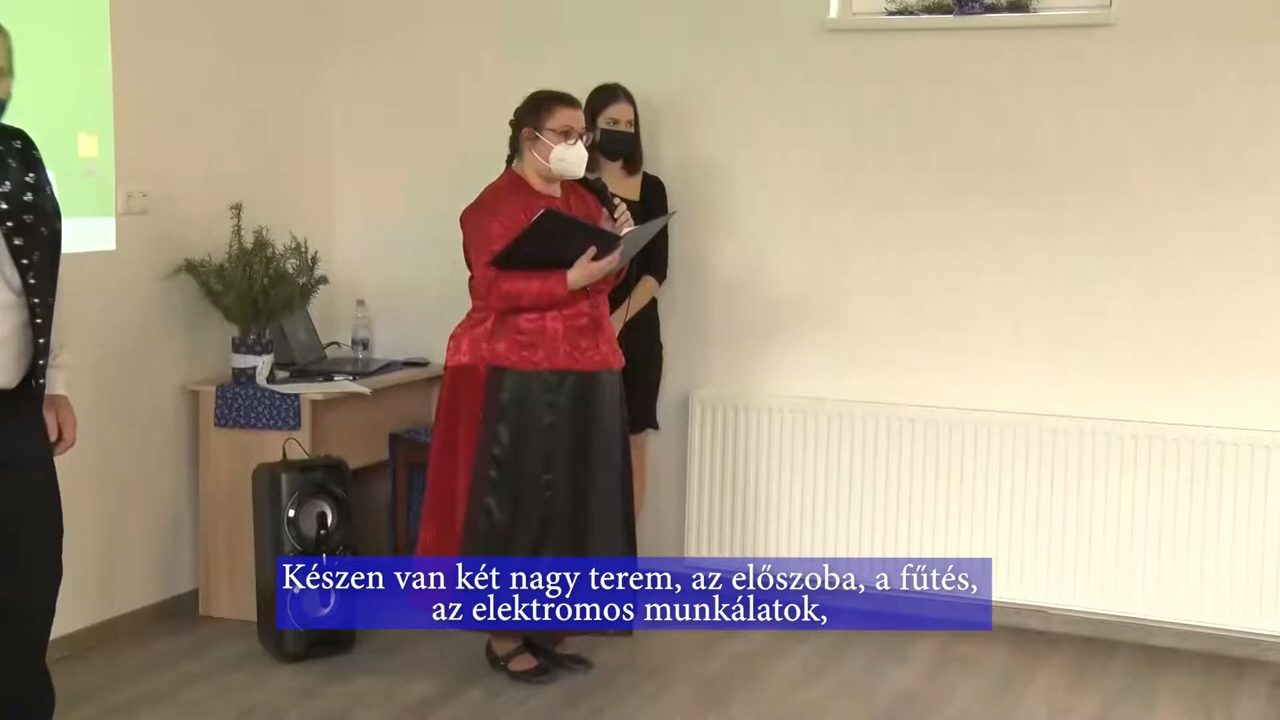 Készen van két nagy terem, az előszoba, a fűtés,
az elektromos munkálatok,